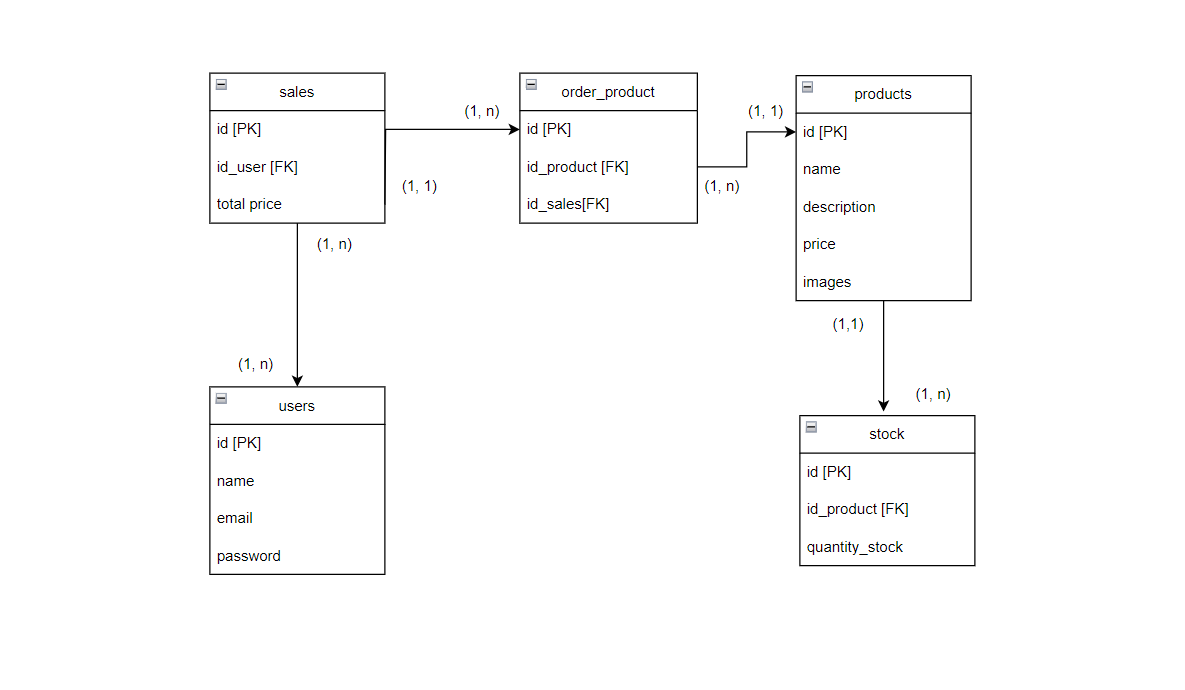 sales
id [PK]
id_user [FK]
total price
(1, n)
(1, 1)
order_product
id [PK]
id_product [FK]
id_sales[FK]
(1, 1)
(1, n)
products
id [PK]
name
description
price
images
(1, n)
(1, n)
users
id [PK]
name
email
password
(1,1)
(1, n)
stock
id [PK]
id_product [FK]
quantity_stock